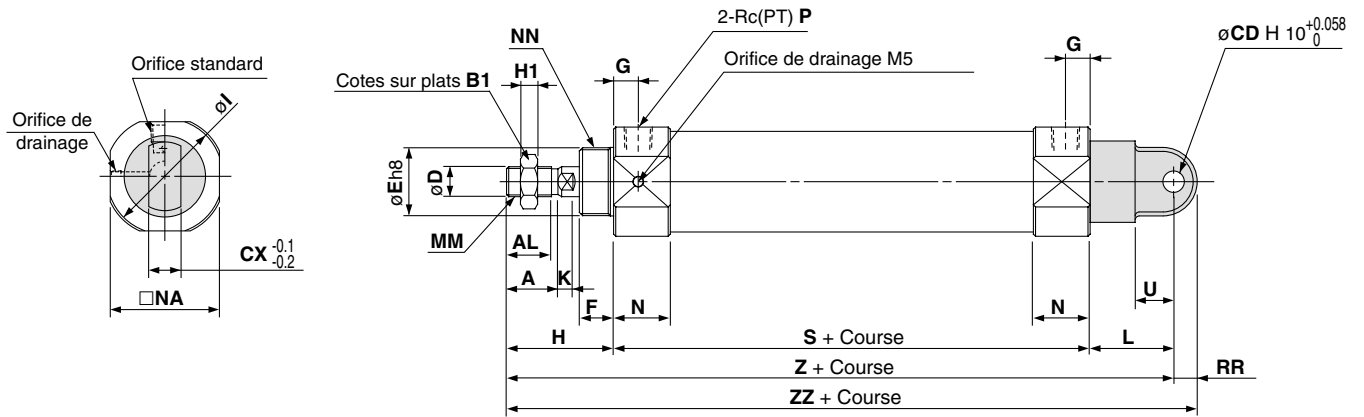 2-Rc(PT) P
øCD H 10 +0.058 0
NN
G
Orifice standard
H1
G
Orifice de drainage M5
Cotes sur plats B1
øI
Orifice de
drainage
øEh8
øD
MM
AL
CX -0.1 -0.2
A
K
U
□NA
F
N
N
H
S + Course
L
Z + Course
RR
ZZ + Course